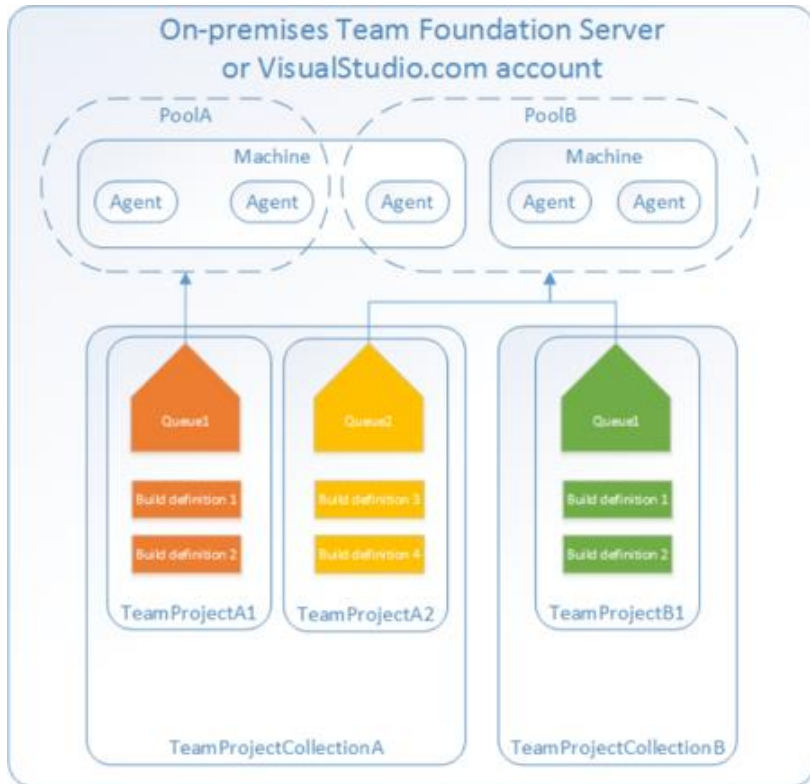 On-premises Team Foundation Server
or VisualStudio.com account
PoolA
PoolB
Machine
Machine
Agent
Agent
Agent
Agent
Agent
Queue1
Queue2
Queue1
Build definition 1
Build definition 3
Build definition 1
Build definition 2
Build definition 4
Build definition 2
TeamProjectA1
TeamProjectA2
TeamProjectB1
TeamProjectCollectionA
TeamProjectCollectionB